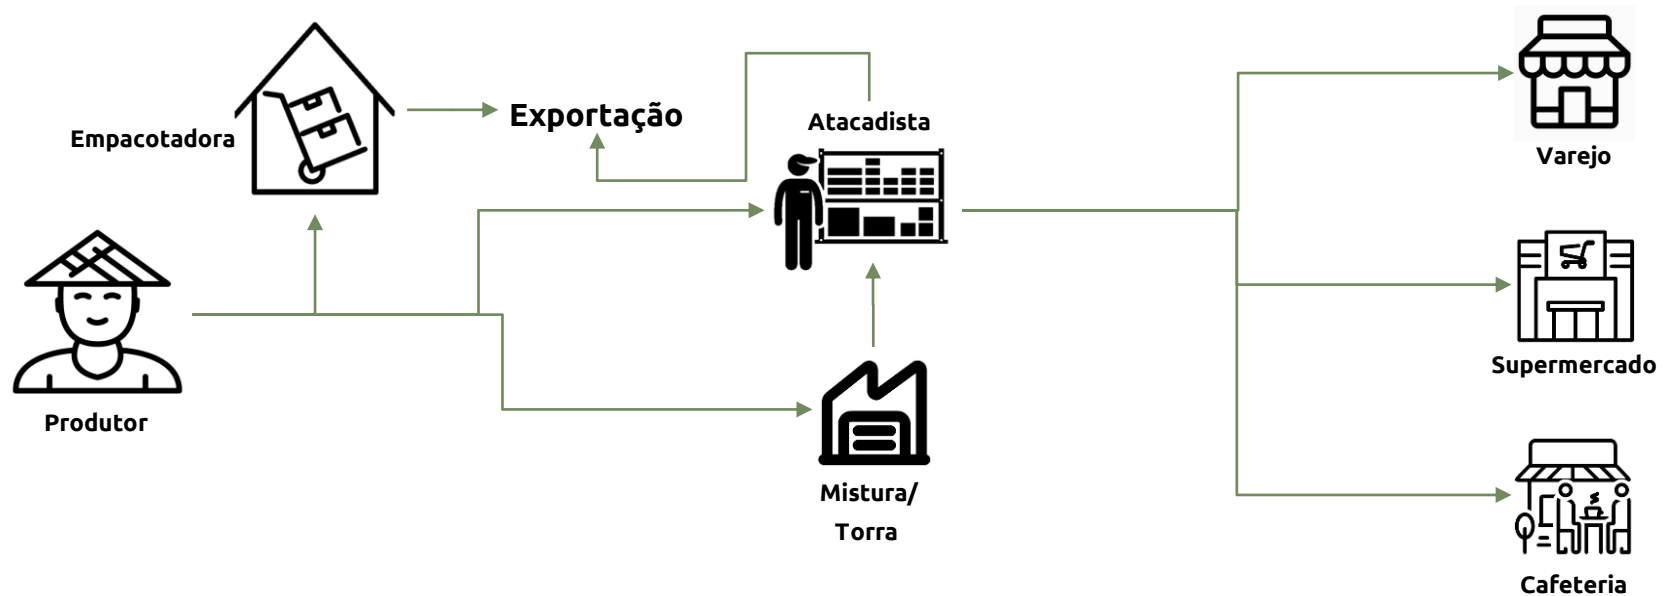 Empacotadora
Exportação
Atacadista
Varejo
Produtor
Supermercado
Mistura/
Torra
Cafeteria